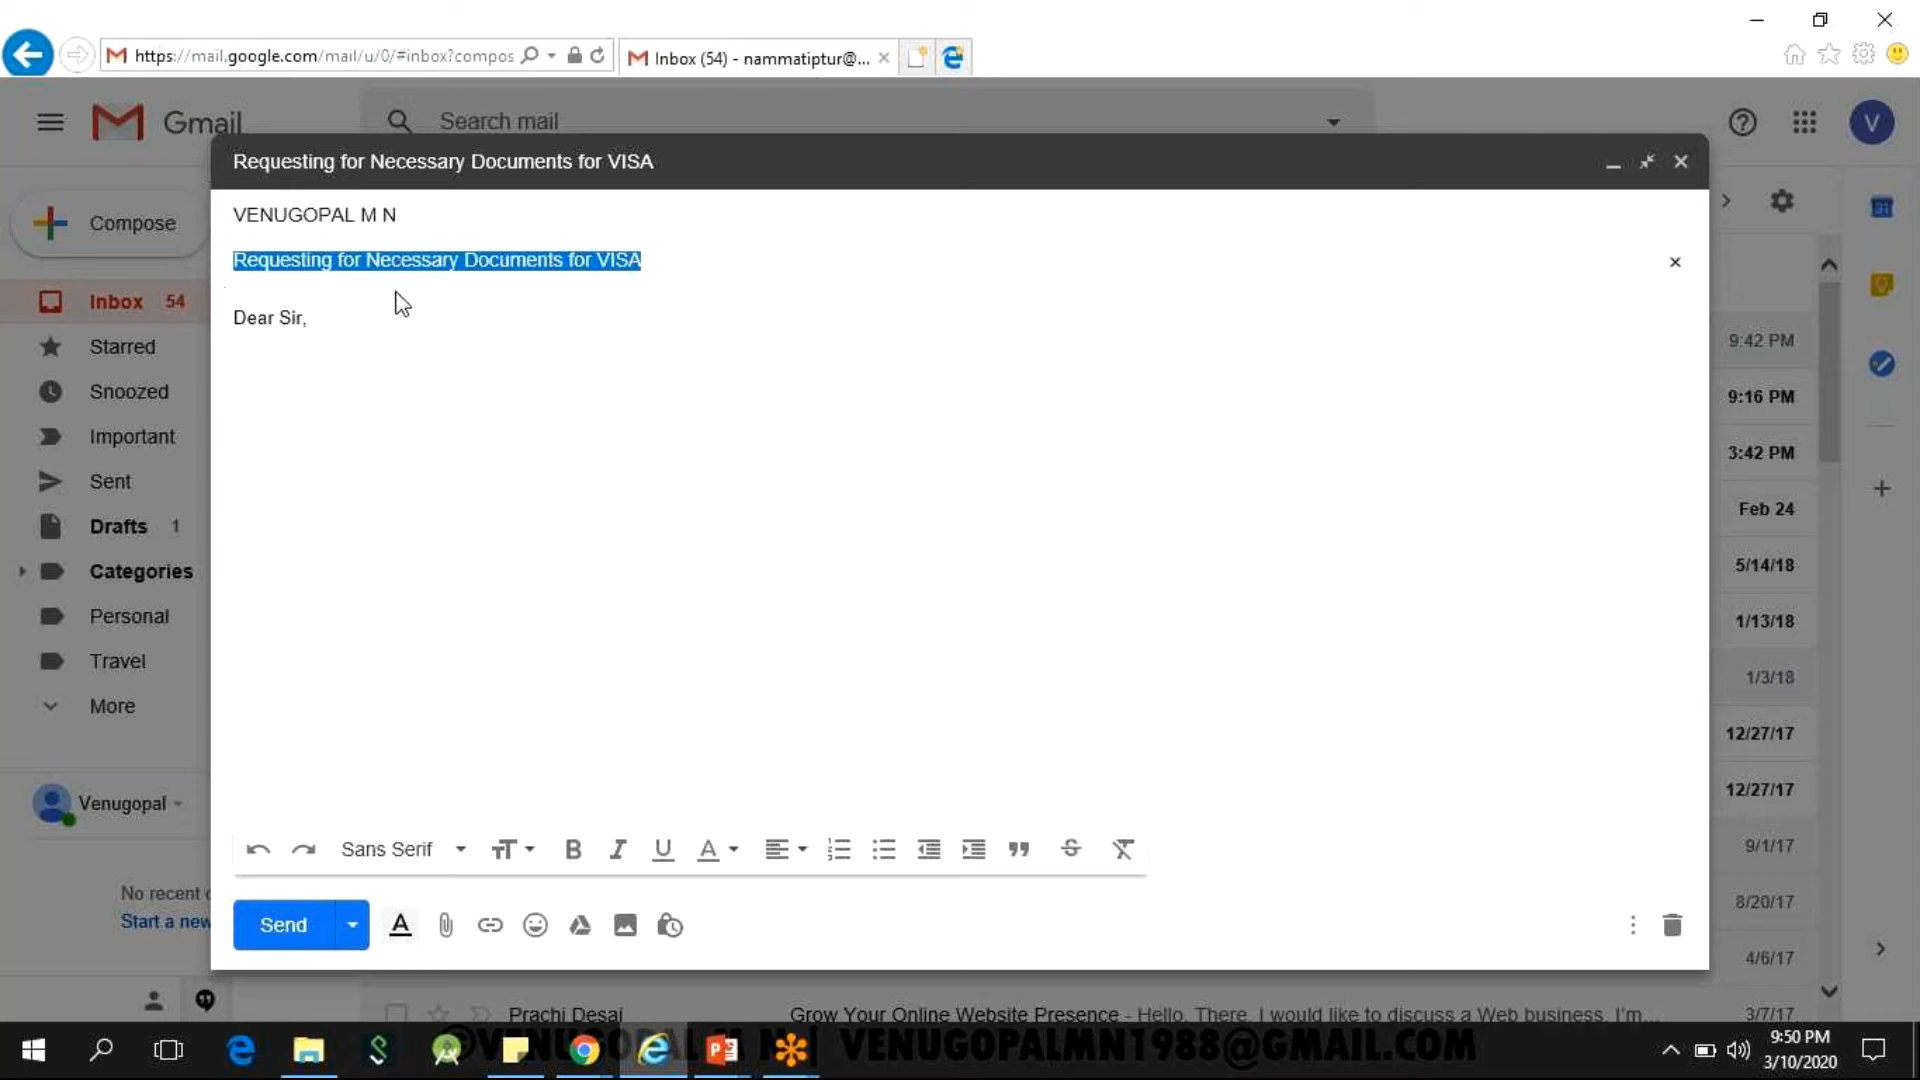 https://mail.google.com/mail/u/0/#inbox?compos
Inbox (54) - nammatiptur@...
Gmail
Search mail
V
Requesting for Necessary Documents for VISA
Compose
VENUGOPAL M N
31
Requesting for Necessary Documents for VISA
Inbox 54
Dear Sir,
Starred
9:42 PM
Snoozed
9:16 PM
Important
3:42 PM
Sent
Feb 24
Drafts 1
Categories
5/14/18
Personal
1/13/18
Travel
1/3/18
More
12/27/17
Venugopal
12/27/17
Sans Serif
9/1/17
No recent
Start a new
Send
8/20/17
4/6/17
Prachi Desai Grow Your Online Website Presence - Hello, There, I would like to discuss a Web business. I'm... 3/7/17
©VENUGOPAL M N | VENUGOPALMN1988@GMAIL.COM
9:50 PM
3/10/2020